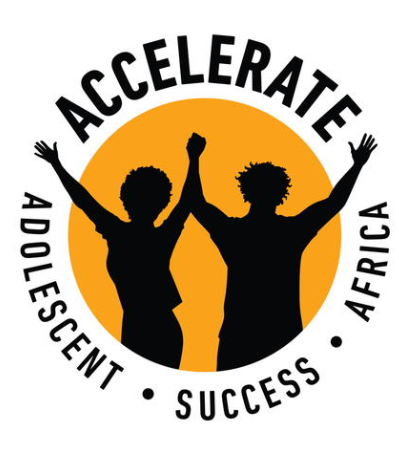 ACCELERATE
ADOLESCENT • SUCCESS • AFRICA